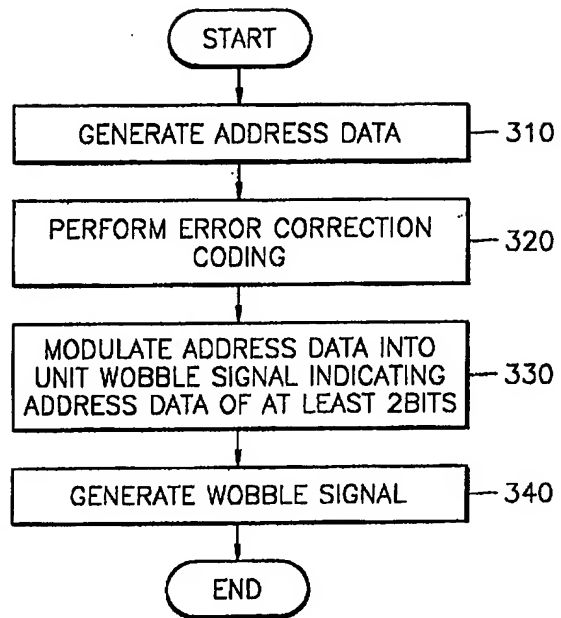 START
GENERATE ADDRESS DATA
310
PERFORM ERROR CORRECTION
CODING
320
MODULATE ADDRESS DATA INTO
UNIT WOBBLE SIGNAL INDICATING
ADDRESS DATA OF AT LEAST 2BITS
330
GENERATE WOBBLE SIGNAL
340
END